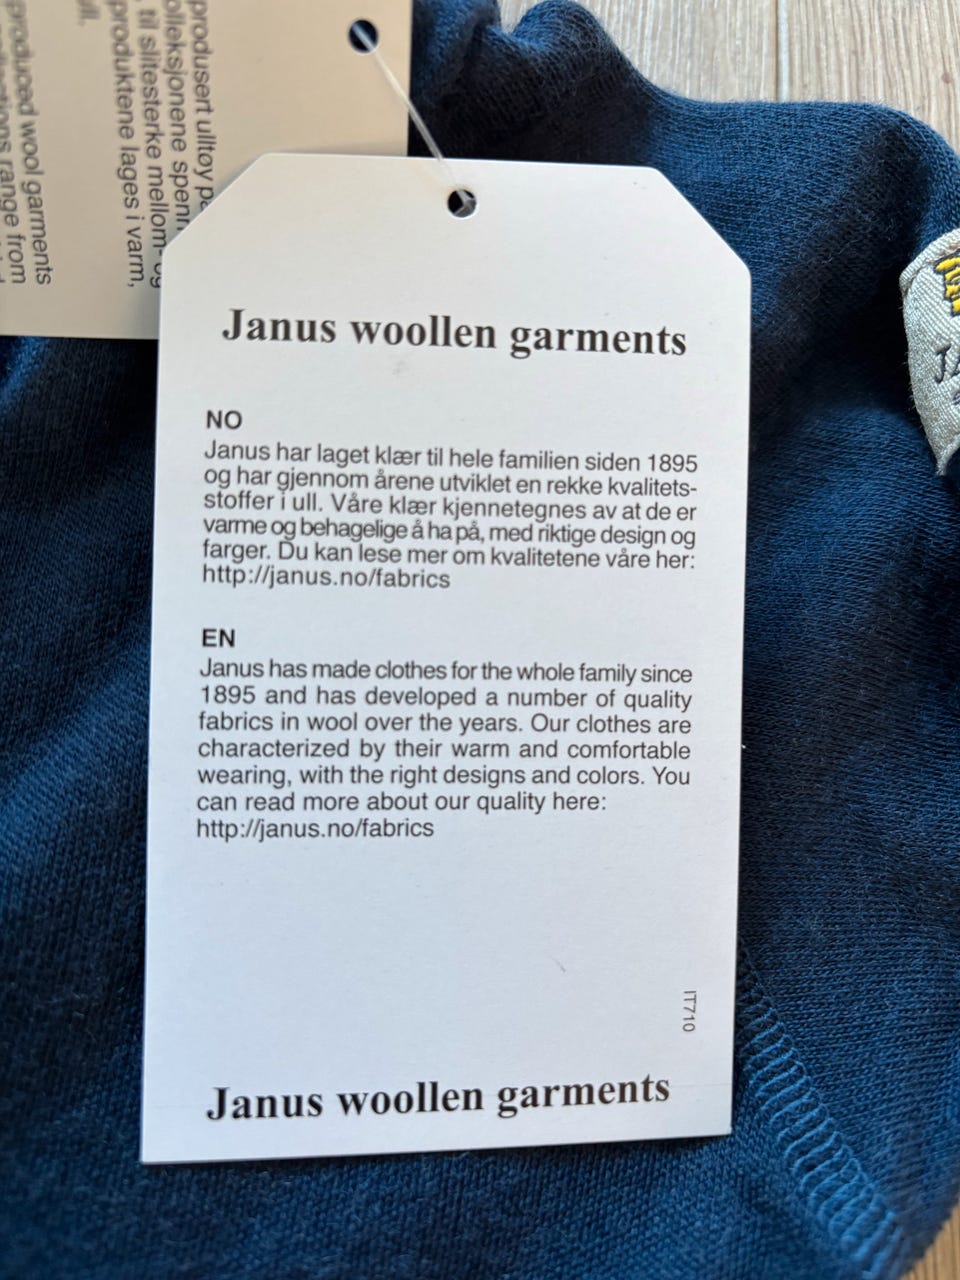 produsert ulltøy på
olleksjonene spenn
til slitesterke mellom- og
produktene lages i varm,
ull.
produced wool garments
range from
Janus woollen garments
NO
Janus har laget klær til hele familien siden 1895
og har gjennom årene utviklet en rekke kvalitets-
stoffer i ull. Våre klær kjennetegnes av at de er
varme og behagelige å ha på, med riktige design og
farger. Du kan lese mer om kvalitetene våre her:
http://janus.no/fabrics
EN
Janus has made clothes for the whole family since
1895 and has developed a number of quality
fabrics in wool over the years. Our clothes are
characterized by their warm and comfortable
wearing, with the right designs and colors. You
can read more about our quality here:
http://janus.no/fabrics
IT710
Janus woollen garments
JA